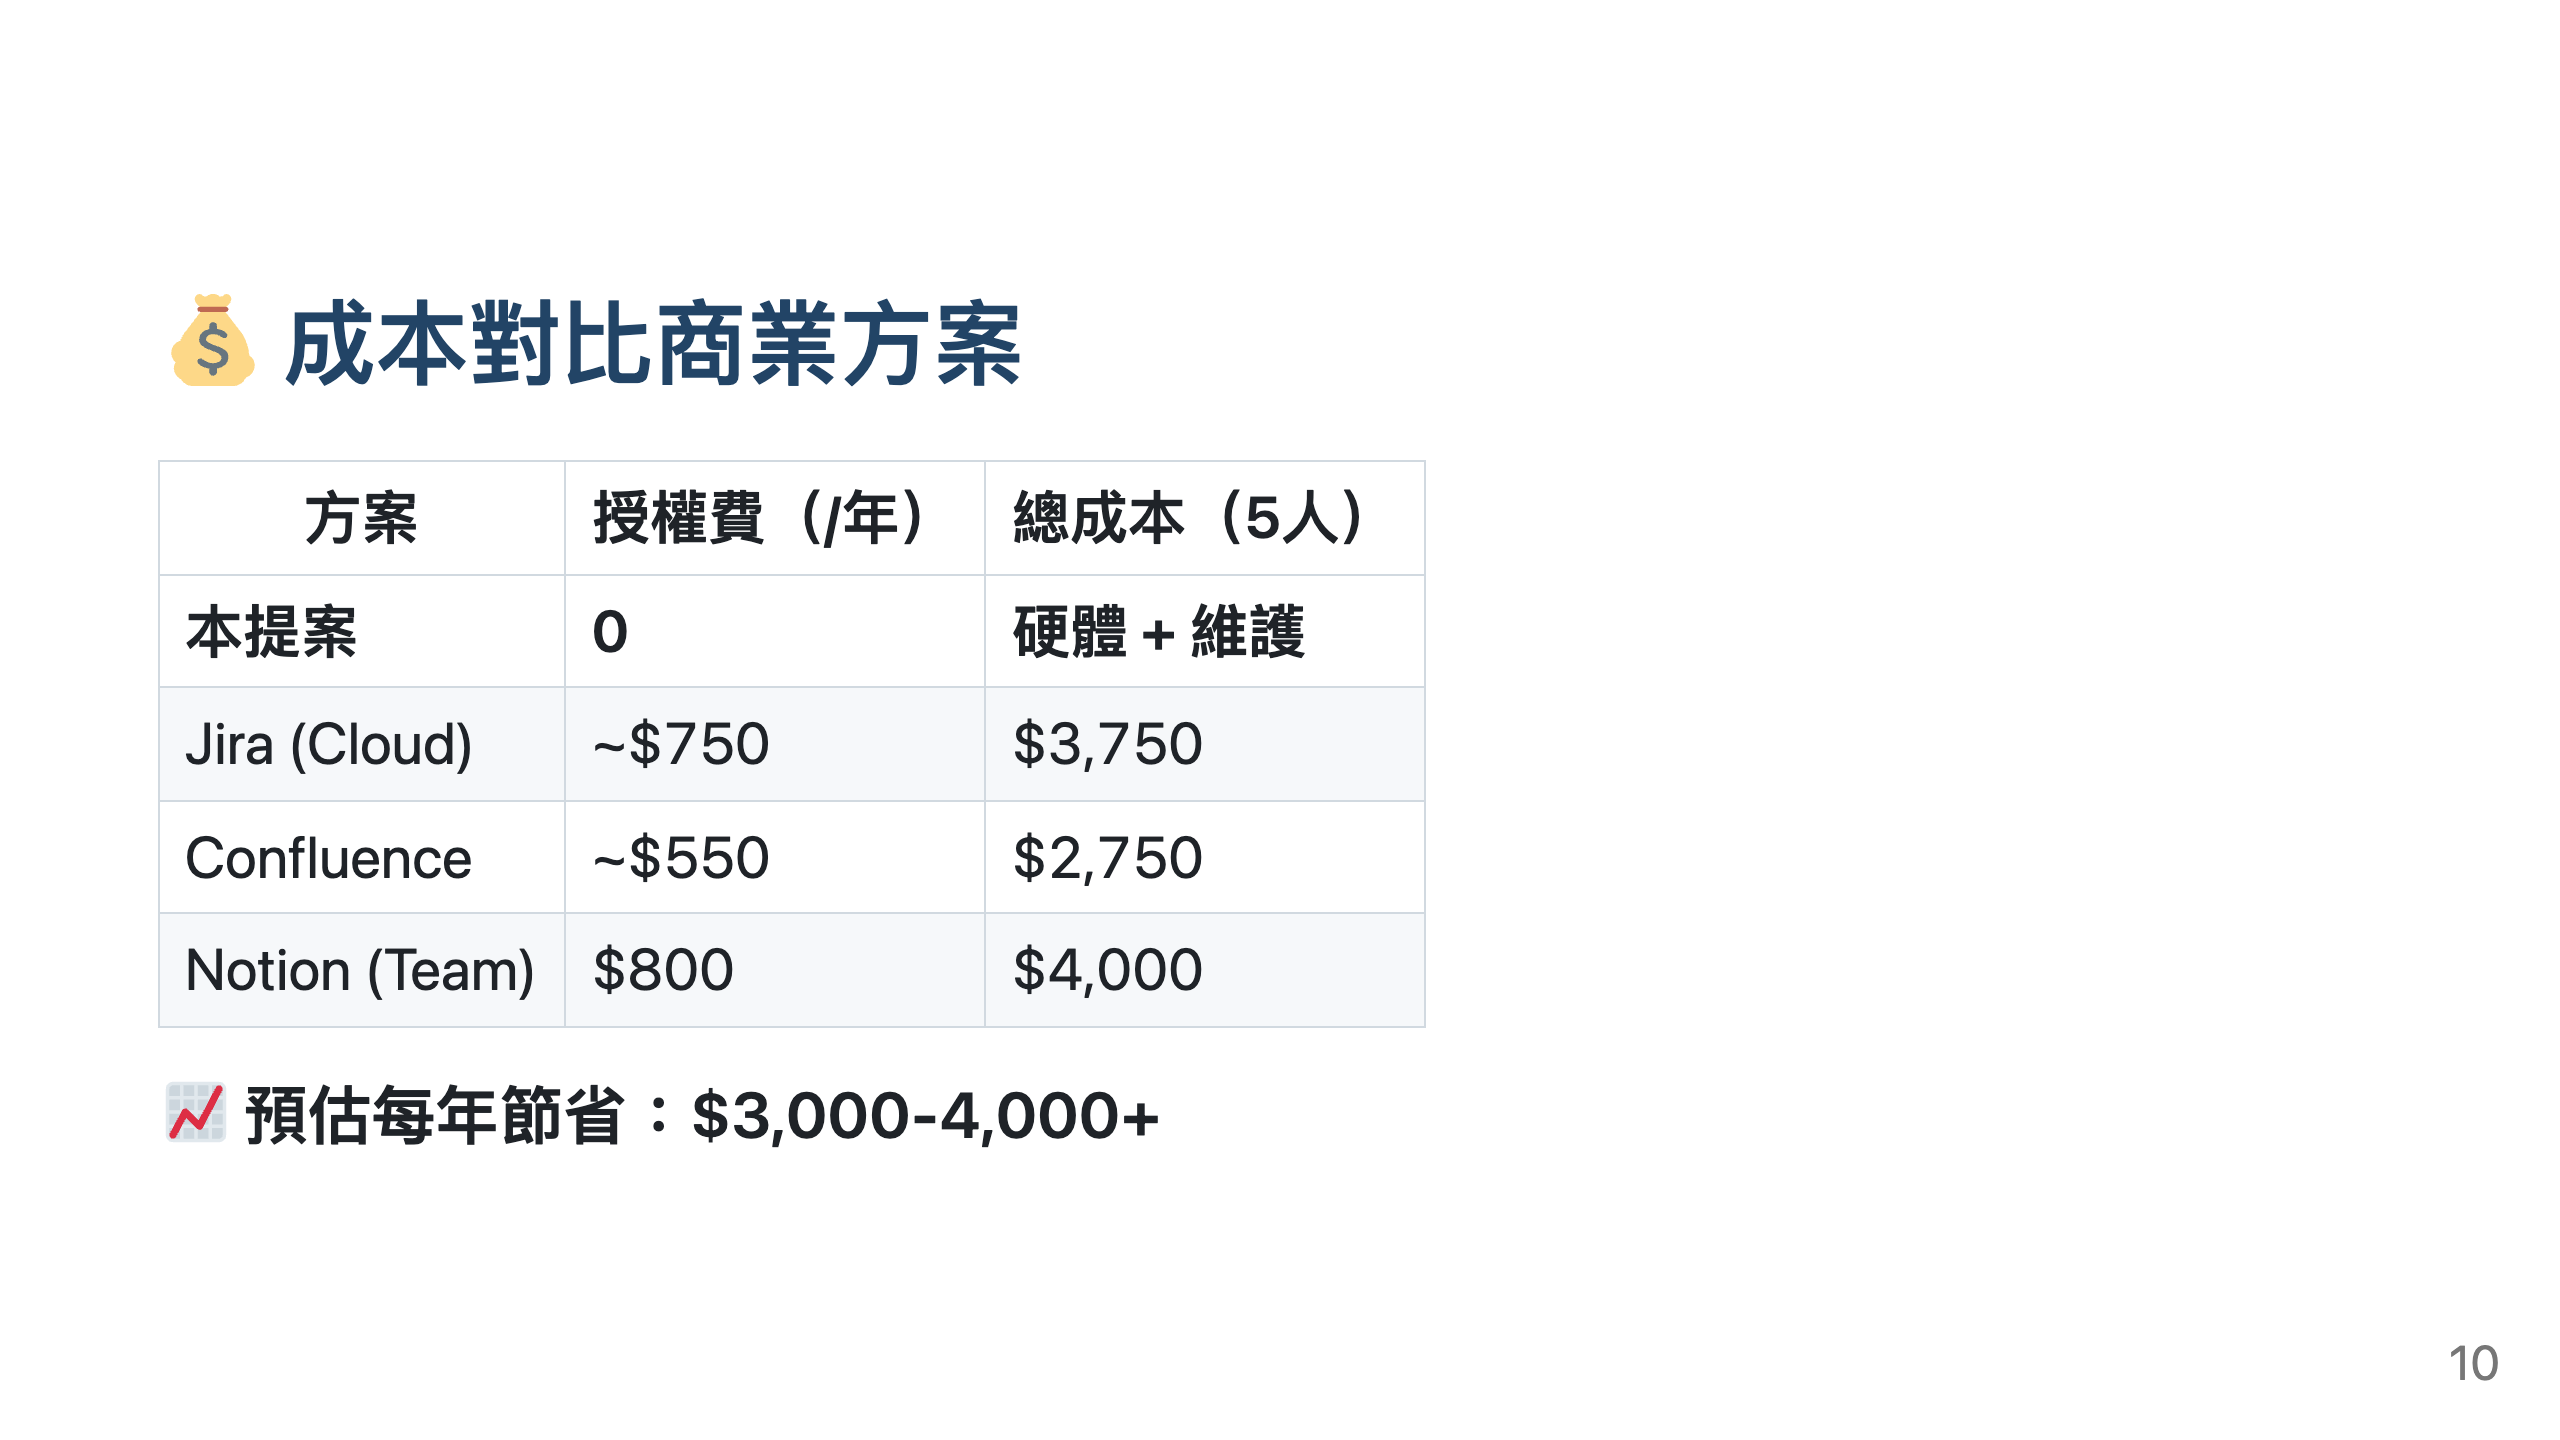 💰 成本對比商業方案
方案 授權費（/年） 總成本（5人）
本提案 0 硬體 + 維護
Jira (Cloud) ~$750 $3,750
Confluence ~$550 $2,750
Notion (Team) $800 $4,000
📈 預估每年節省：$3,000-4,000+
10